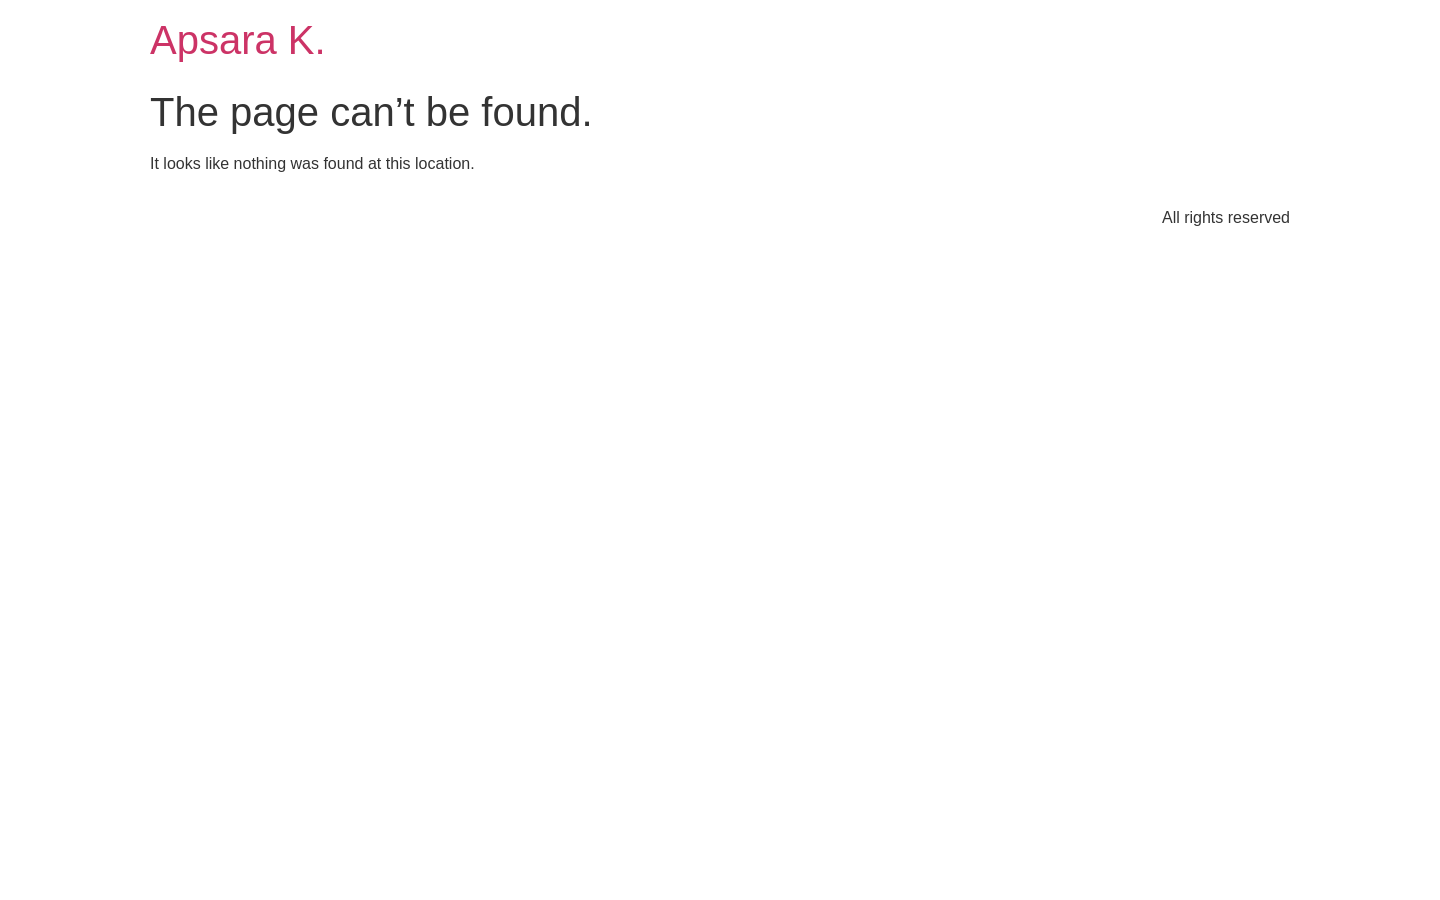 Apsara K.
The page can’t be found.
It looks like nothing was found at this location.
All rights reserved